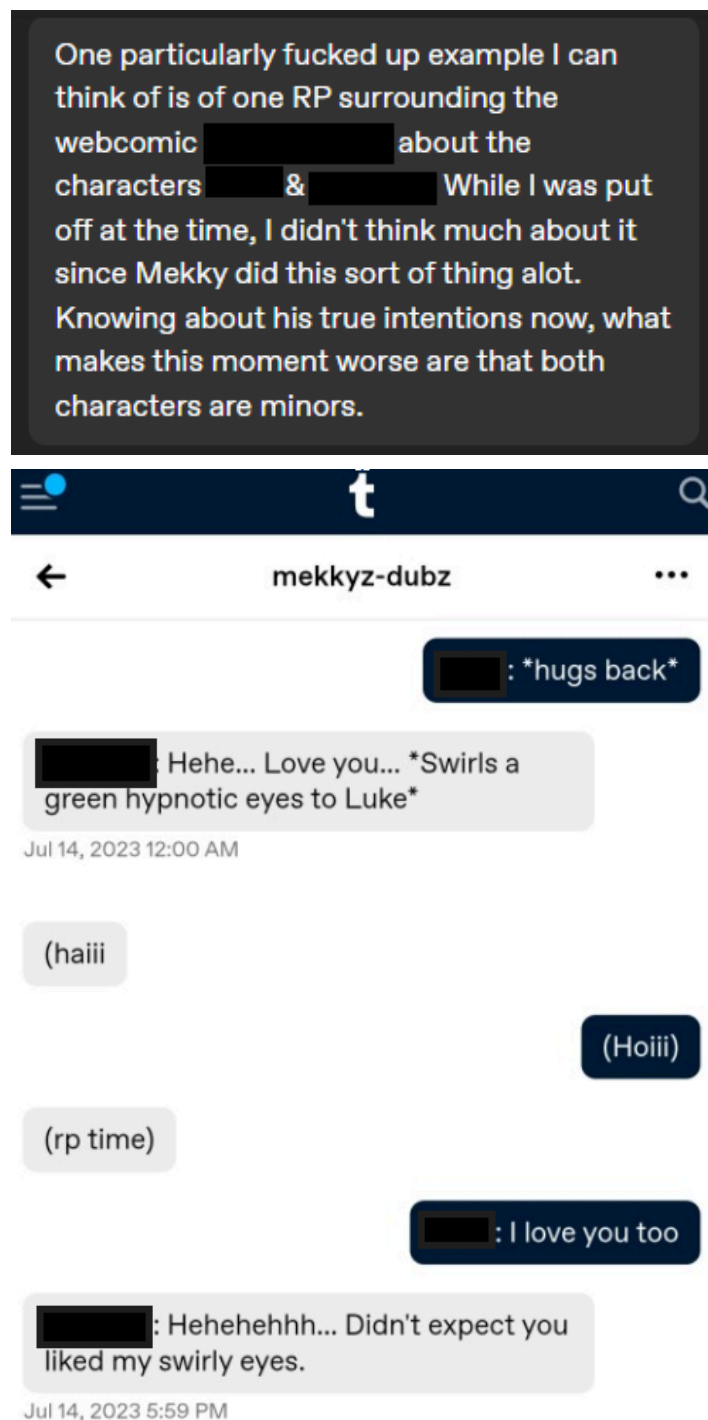 One particularly fucked up example I can
think of is of one RP surrounding the
webcomic about the
characters & While I was put
off at the time, I didn't think much about it
since Mekky did this sort of thing alot.
Knowing about his true intentions now, what
makes this moment worse are that both
characters are minors.
t
mekkyz-dubz
: *hugs back*
: Hehe... Love you... *Swirls a
green hypnotic eyes to Luke*
Jul 14, 2023 12:00 AM
(haiii
(Hoiii)
(rp time)
: I love you too
: Hehehehhh... Didn't expect you
liked my swirly eyes.
Jul 14, 2023 5:59 PM